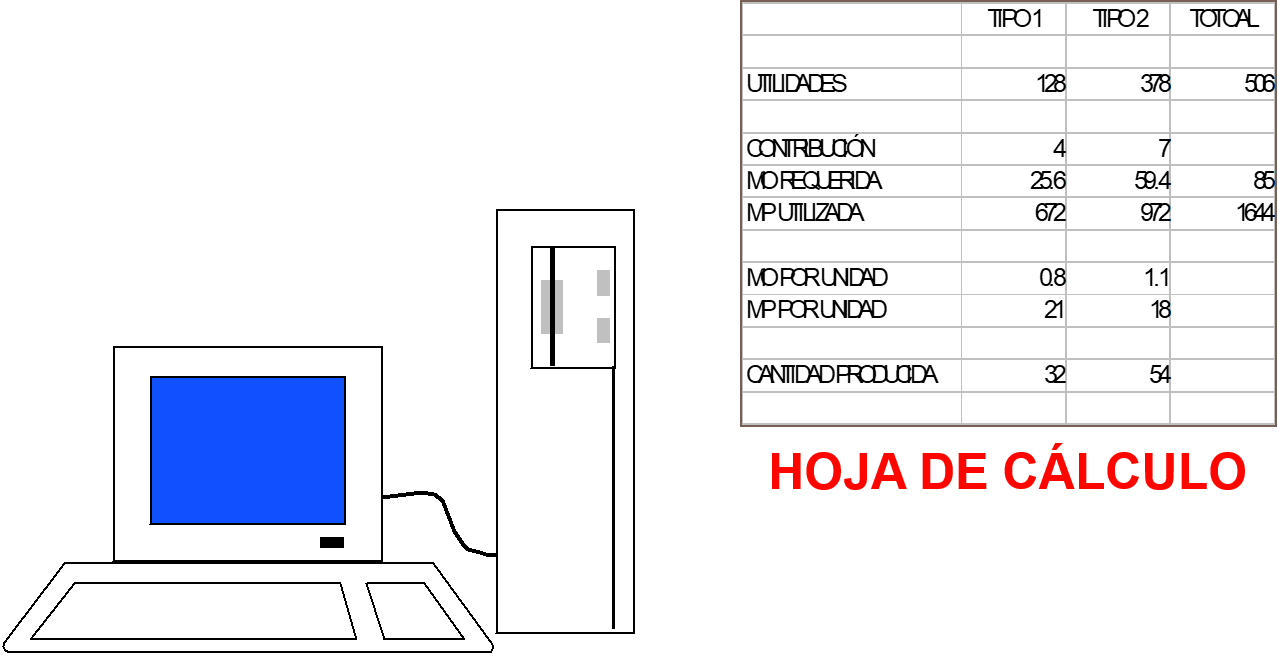 TIPO 1 TIPO 2 TOTOAL
UTILIDADES 128 378 506
CONTRIBUCIÓN 4 7
MO REQUERIDA 25.6 59.4 85
MP UTILIZADA 672 972 1644
MO POR UNIDAD 0.8 1.1
MP POR UNIDAD 21 18
CANTIDAD PRODUCIDA 32 54
HOJA DE CÁLCULO